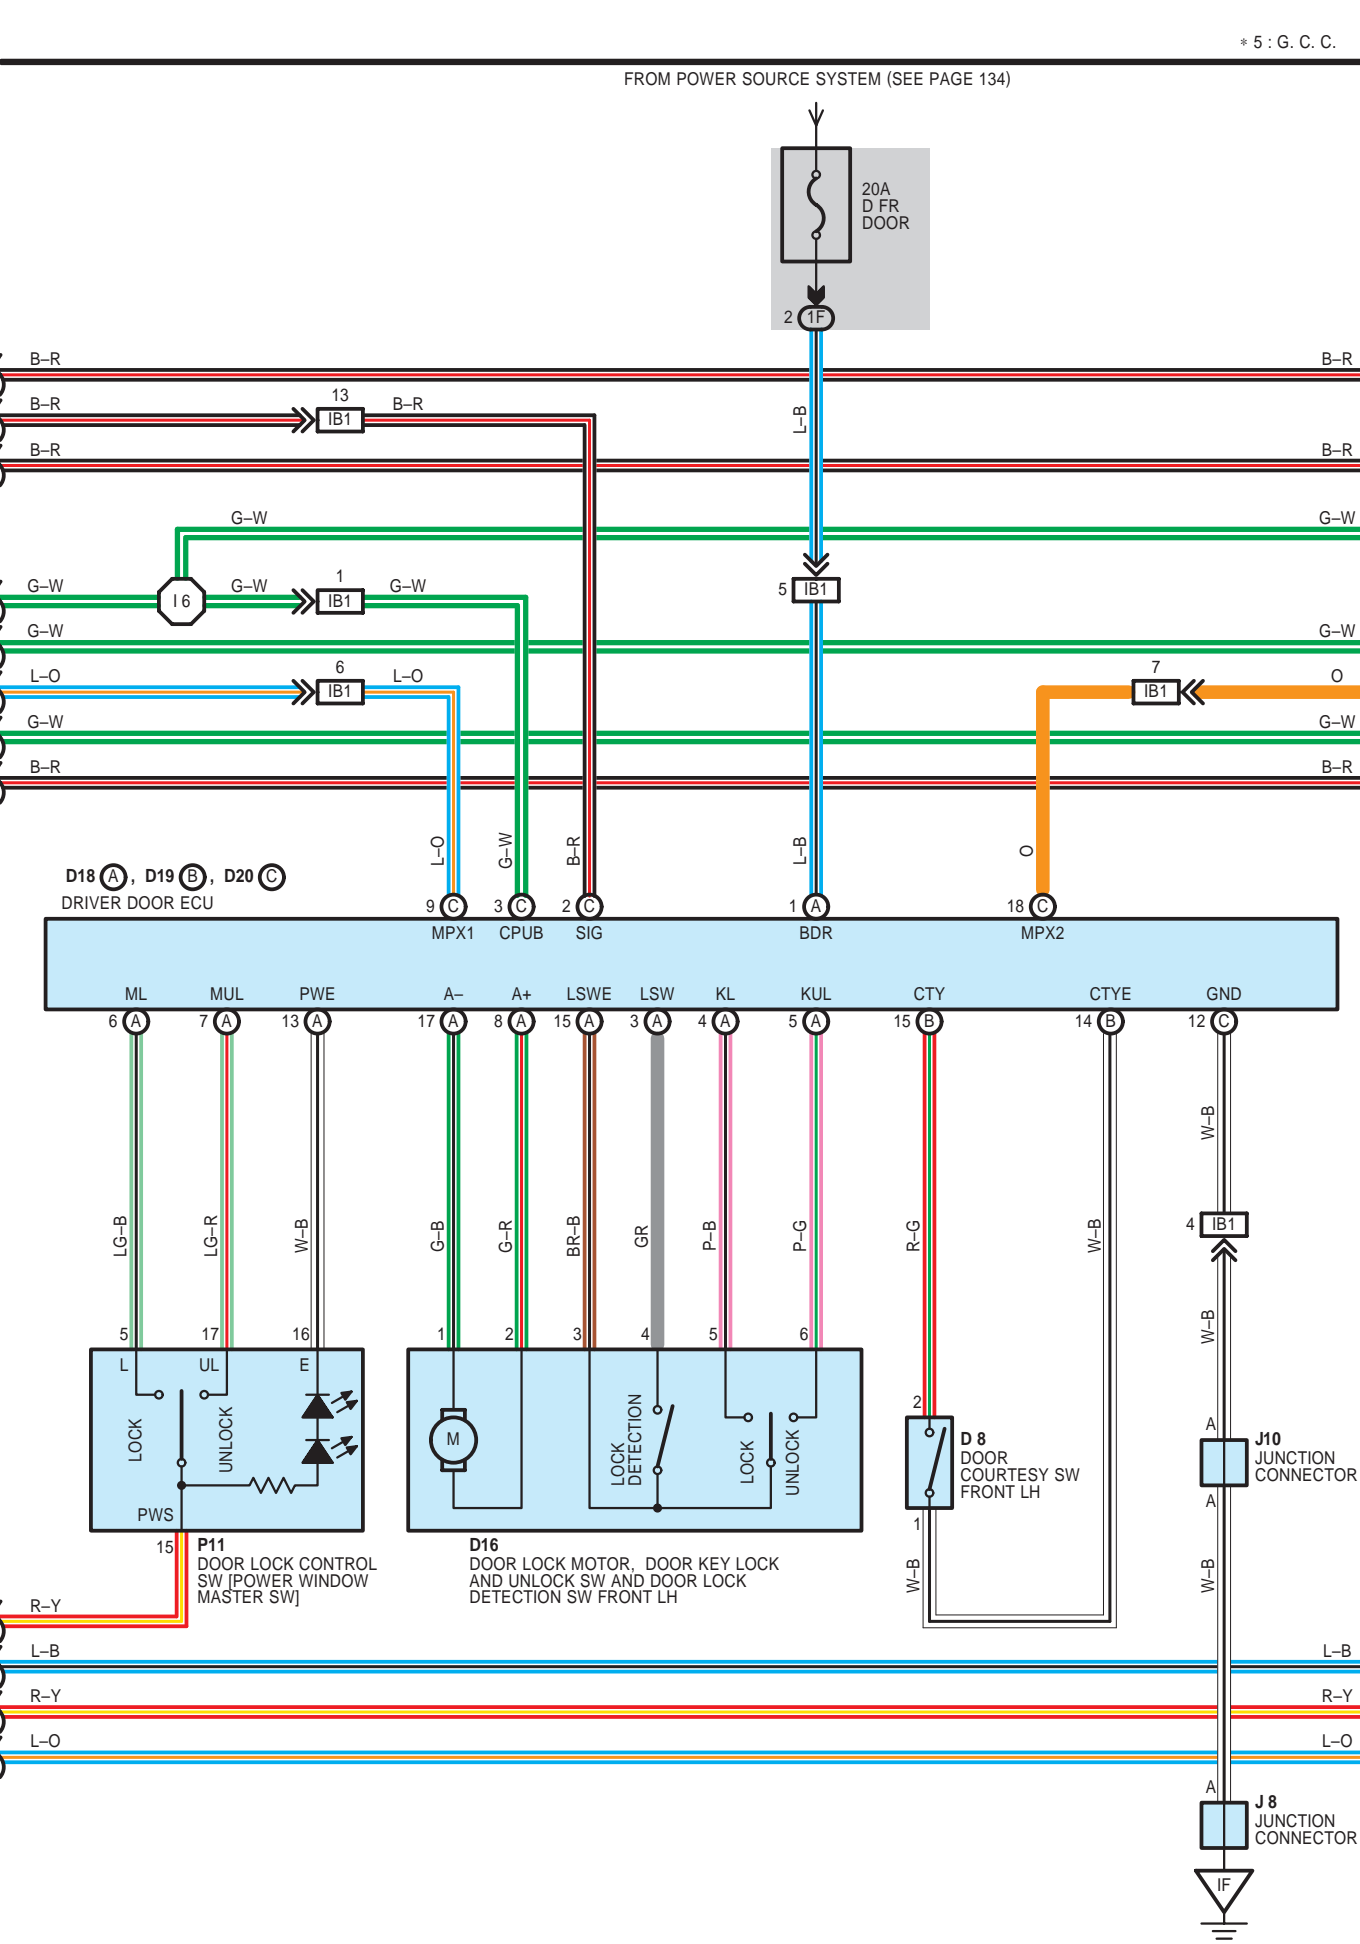 * 5 : G. C. C.
FROM POWER SOURCE SYSTEM (SEE PAGE 134)
20A
D FR
DOOR
2 1F
B–R B–R
13
B–R IB1 B–R
L–B
B–R B–R
G–W G–W
1
G–W I 6 G–W IB1 G–W
5 IB1
G–W G–W
6 7
L–O IB1 L–O IB1 O
G–W G–W
B–R B–R
L–O G–W B–R L–B O
D18 A , D19 B , D20 C
DRIVER DOOR ECU
9 C 3 C 2 C 1 A 18 C
MPX1 CPUB SIG BDR MPX2
ML MUL PWE A– A+ LSWE LSW KL KUL CTY CTYE GND
6 A 7 A 13 A 17 A 8 A 15 A 3 A 4 A 5 A 15 B 14 B 12 C
W–B
LG–B LG–R W–B G–B G–R BR–B GR P–B P–G R–G W–B
4 IB1
W–B
5 17 16 1 2 3 4 5 6
L UL E
LOCK UNLOCK
M
LOCK
DETECTION
LOCK UNLOCK
2
D 8
DOOR
COURTESY SW
FRONT LH
1
A
J10
JUNCTION
CONNECTOR
A
PWS
15
P11
DOOR LOCK CONTROL
SW [POWER WINDOW
MASTER SW]
D16
DOOR LOCK MOTOR, DOOR KEY LOCK
AND UNLOCK SW AND DOOR LOCK
DETECTION SW FRONT LH
W–B W–B
R–Y
L–B L–B
R–Y R–Y
L–O L–O
A
J 8
JUNCTION
CONNECTOR
IF